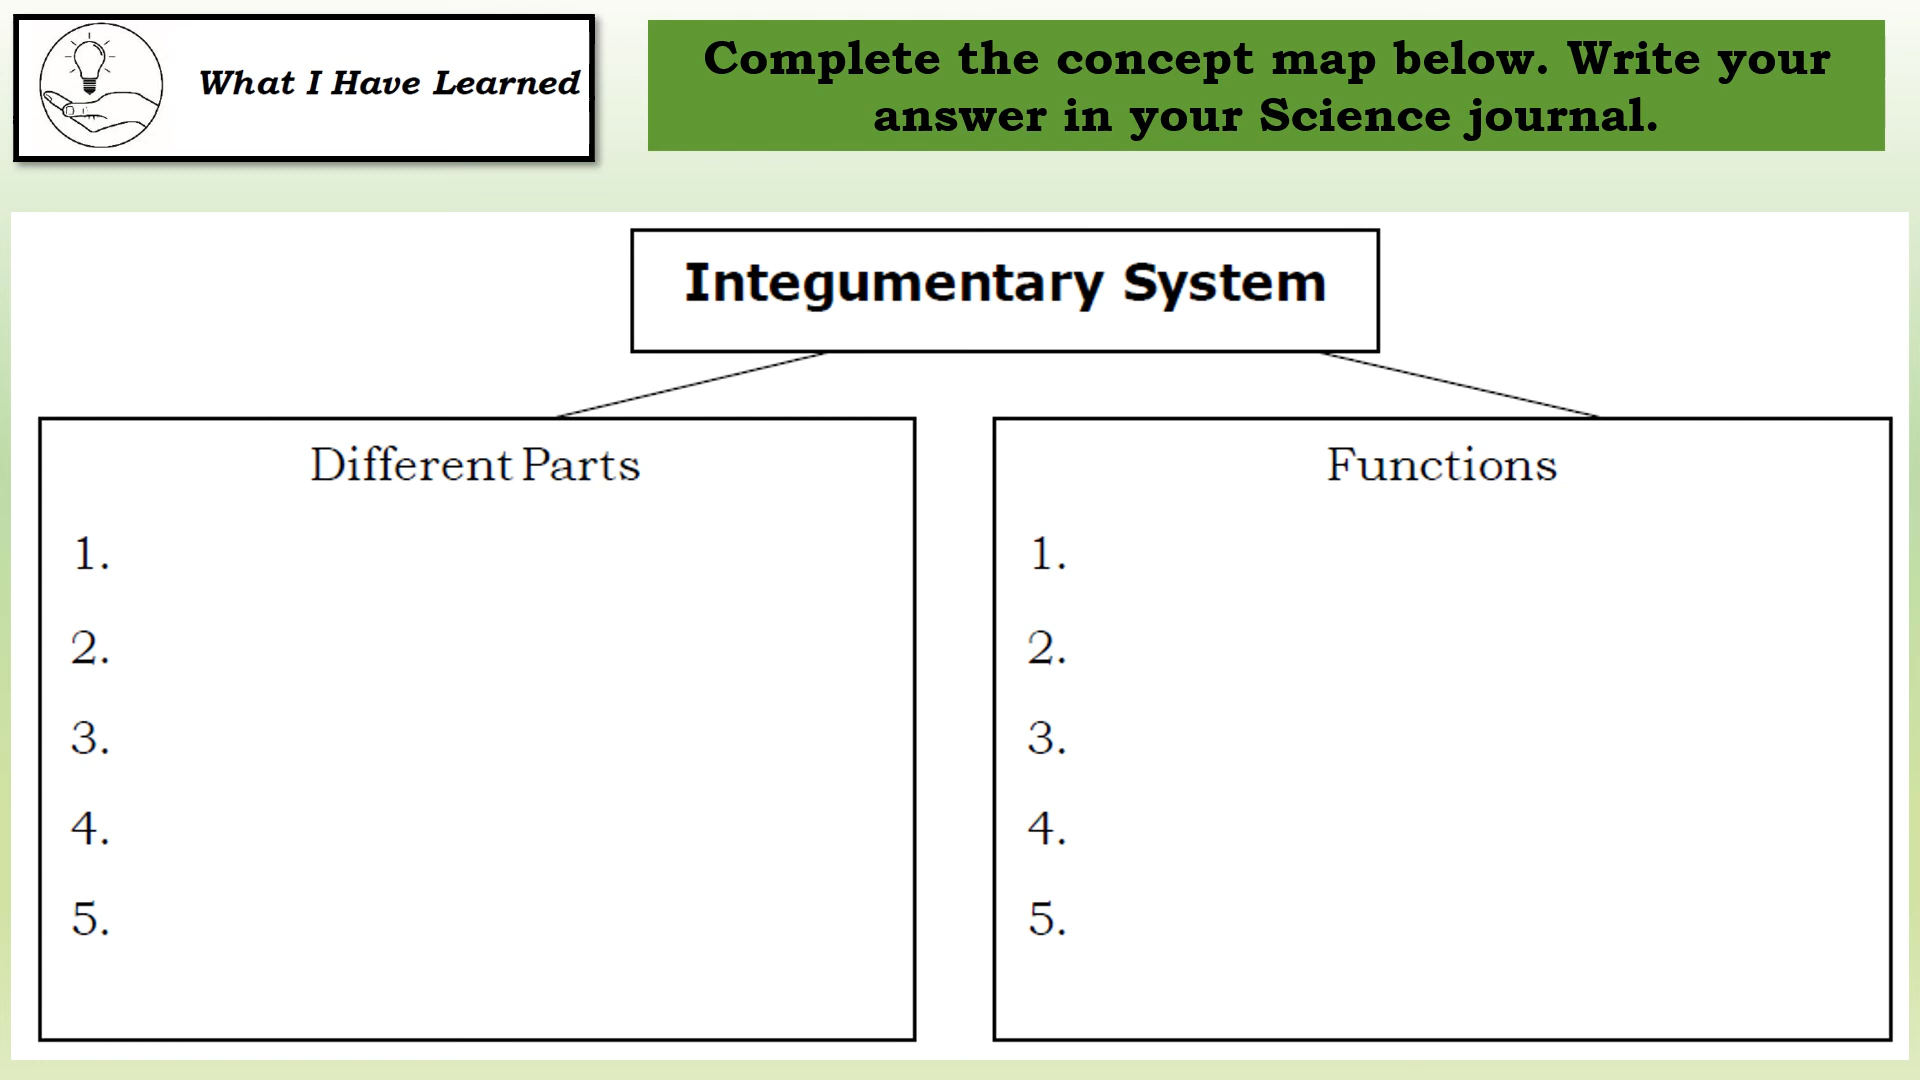 What I Have Learned
Complete the concept map below. Write your
answer in your Science journal.
Integumentary System
Different Parts
1.
2.
3.
4.
5.
Functions
1.
2.
3.
4.
5.